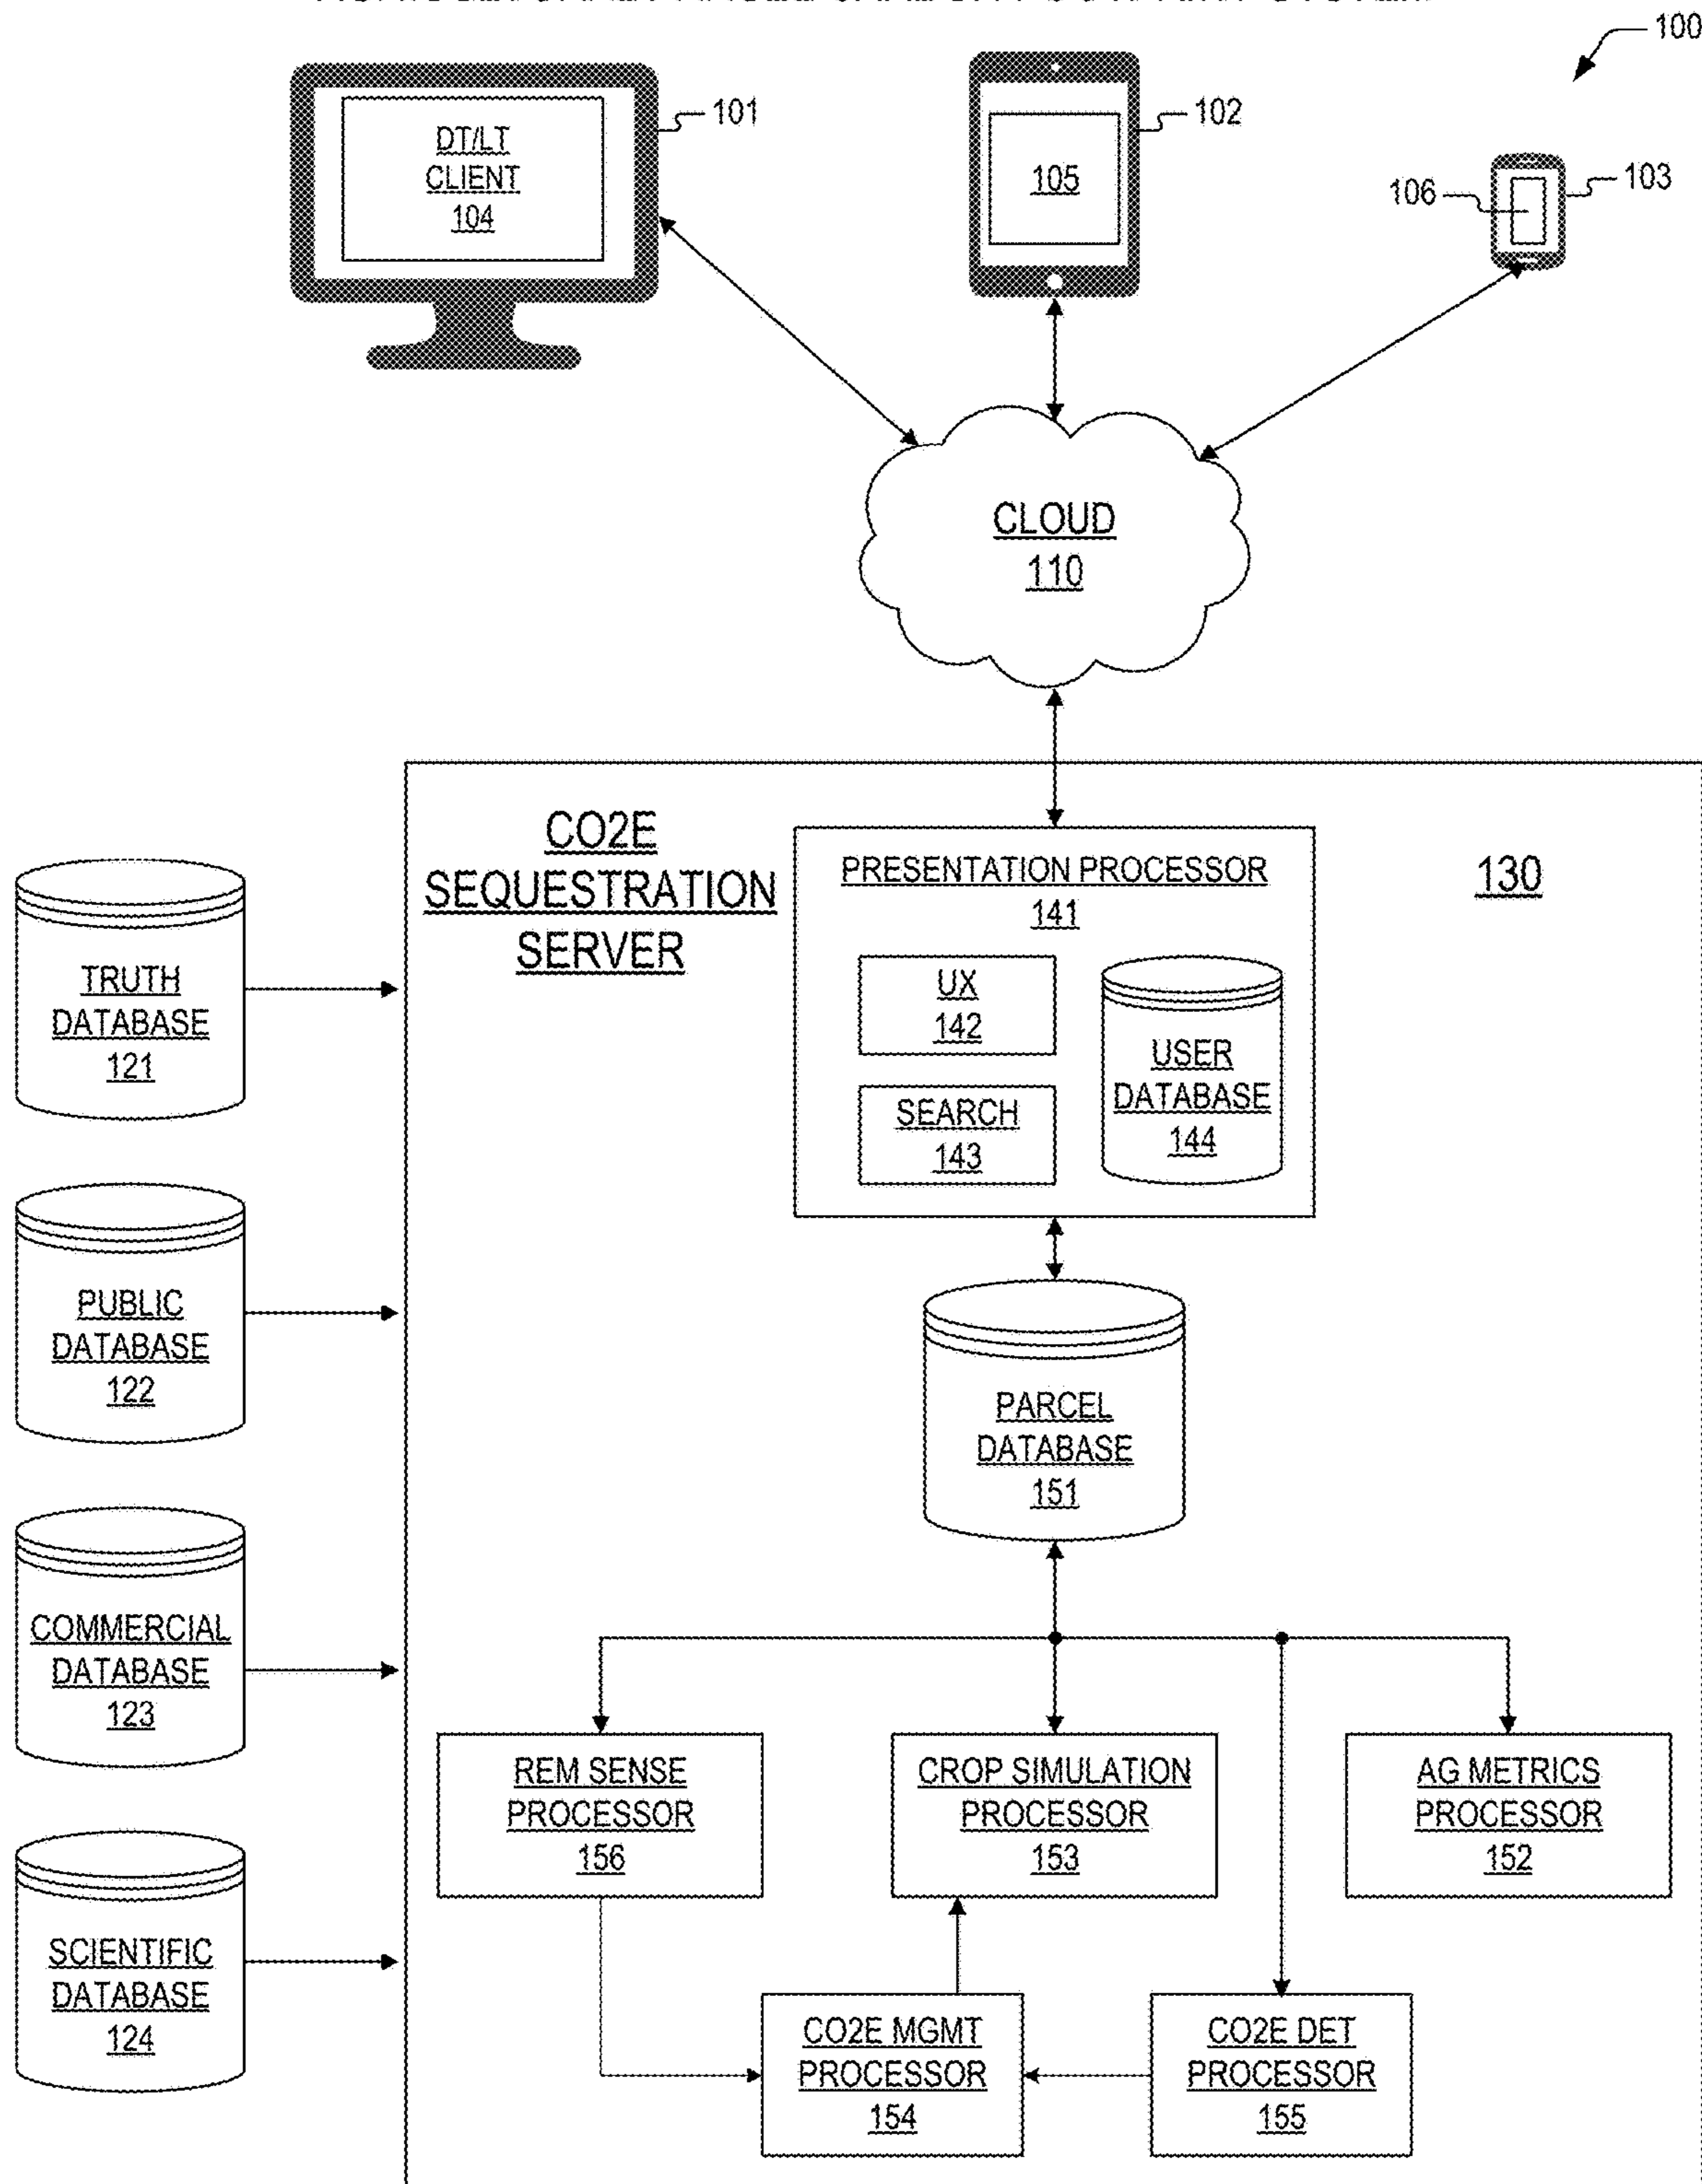 100
101
102
103
DT/LT
CLIENT
104
105
106
CLOUD
110
CO2E
SEQUESTRATION
SERVER
130
PRESENTATION PROCESSOR
141
UX
142
SEARCH
143
USER
DATABASE
144
TRUTH
DATABASE
121
PUBLIC
DATABASE
122
COMMERCIAL
DATABASE
123
SCIENTIFIC
DATABASE
124
PARCEL
DATABASE
151
REM SENSE
PROCESSOR
156
CROP SIMULATION
PROCESSOR
153
AG METRICS
PROCESSOR
152
CO2E MGMT
PROCESSOR
154
CO2E DET
PROCESSOR
155